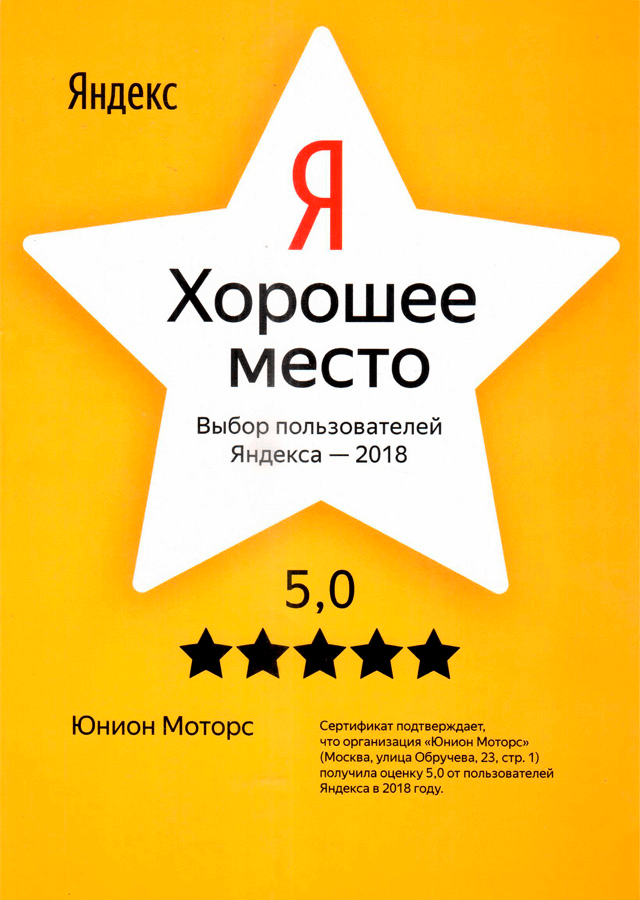 Яндекс
Я
Хорошее
место
Выбор пользователей
Яндекса — 2018
5,0
Юнион Моторс
Сертификат подтверждает,
что организация «Юнион Моторс»
(Москва, улица Обручева, 23, стр. 1)
получила оценку 5,0 от пользователей
Яндекса в 2018 году.